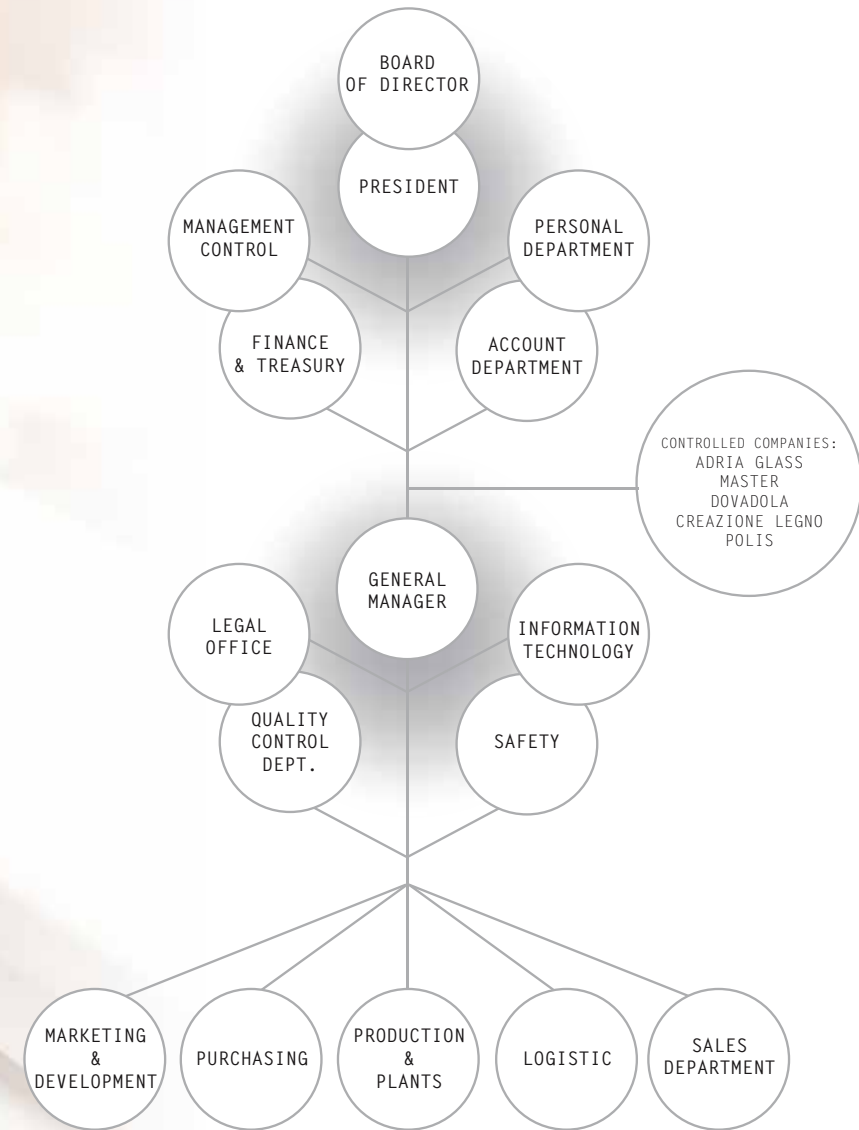 BOARD
OF DIRECTOR
PRESIDENT
MANAGEMENT
CONTROL
PERSONAL
DEPARTMENT
FINANCE
& TREASURY
ACCOUNT
DEPARTMENT
CONTROLLED COMPANIES:
ADRIA GLASS
MASTER
DOVADOLA
CREAZIONE LEGNO
POLIS
GENERAL
MANAGER
LEGAL
OFFICE
INFORMATION
TECHNOLOGY
QUALITY
CONTROL
DEPT.
SAFETY
MARKETING
&
DEVELOPMENT
PURCHASING
PRODUCTION
&
PLANTS
LOGISTIC
SALES
DEPARTMENT